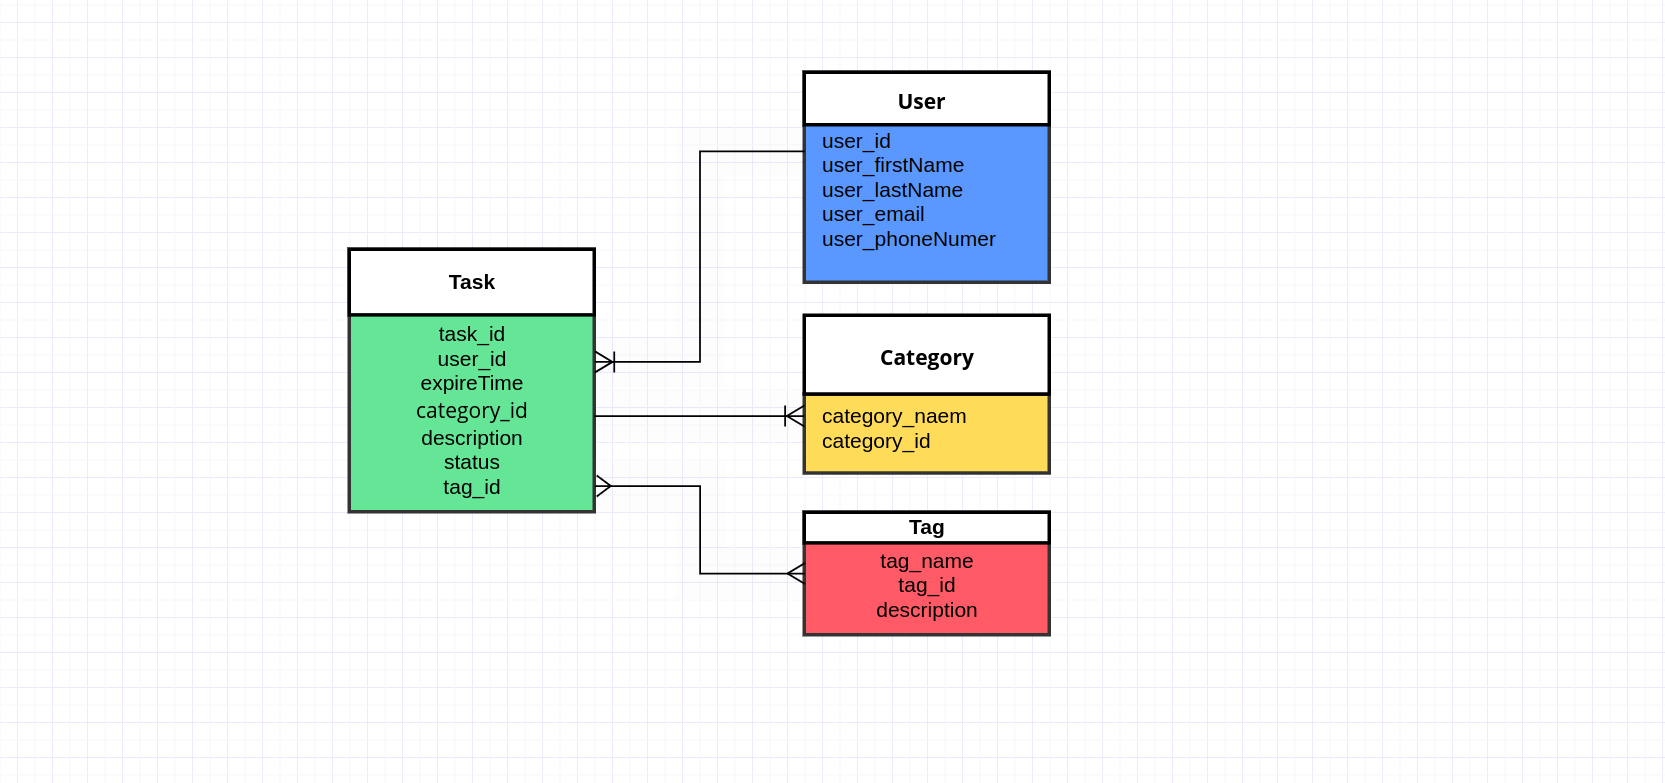 User
user_id
user_firstName
user_lastName
user_email
user_phoneNumer
Task
task_id
user_id
expireTime
category_id
description
status
tag_id
Category
category_naem
category_id
Tag
tag_name
tag_id
description